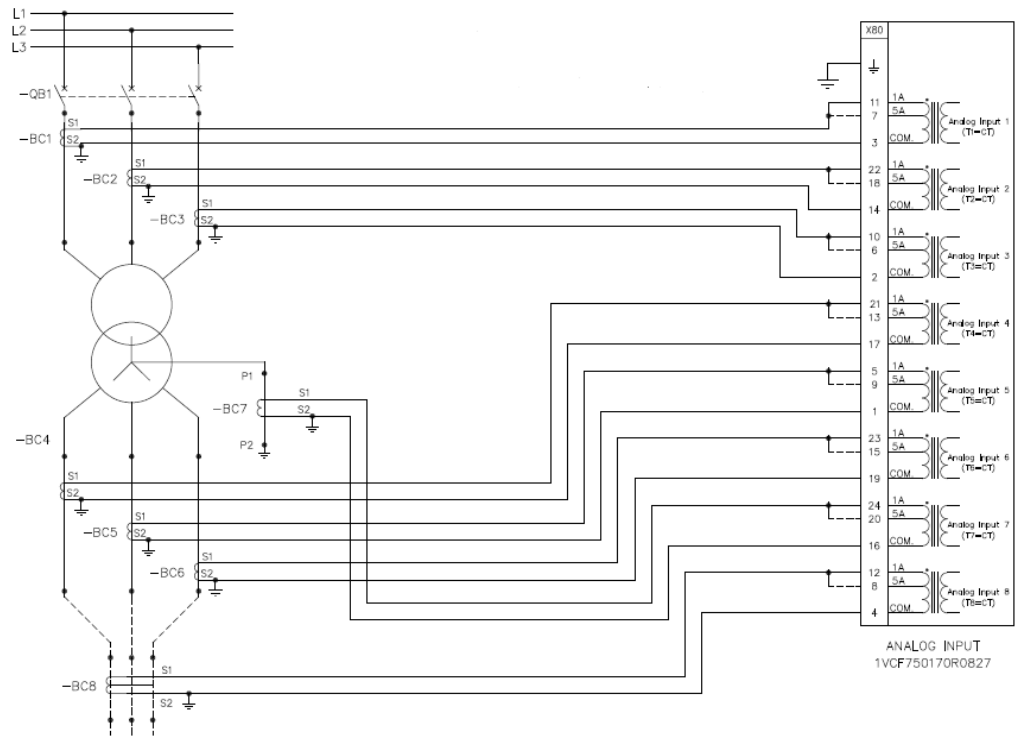 L1
L2
L3
-QB1
-BC1
S1
S2
-BC2
S1
S2
-BC3
S1
S2
P1
-BC7
S1
S2
P2
-BC4
S1
S2
-BC5
S1
S2
-BC6
S1
S2
-BC8
S1
S2
X80
11 1A
7 5A
3 COM.
Analog Input 1
(T1=CT)
22 1A
18 5A
14 COM.
Analog Input 2
(T2=CT)
10 1A
6 5A
2 COM.
Analog Input 3
(T3=CT)
21 1A
13 5A
17 COM.
Analog Input 4
(T4=CT)
5 1A
9 5A
1 COM.
Analog Input 5
(T5=CT)
23 1A
15 5A
19 COM.
Analog Input 6
(T6=CT)
24 1A
20 5A
16 COM.
Analog Input 7
(T7=CT)
12 1A
8 5A
4 COM.
Analog Input 8
(T8=CT)
ANALOG INPUT
1VCF750170R0827